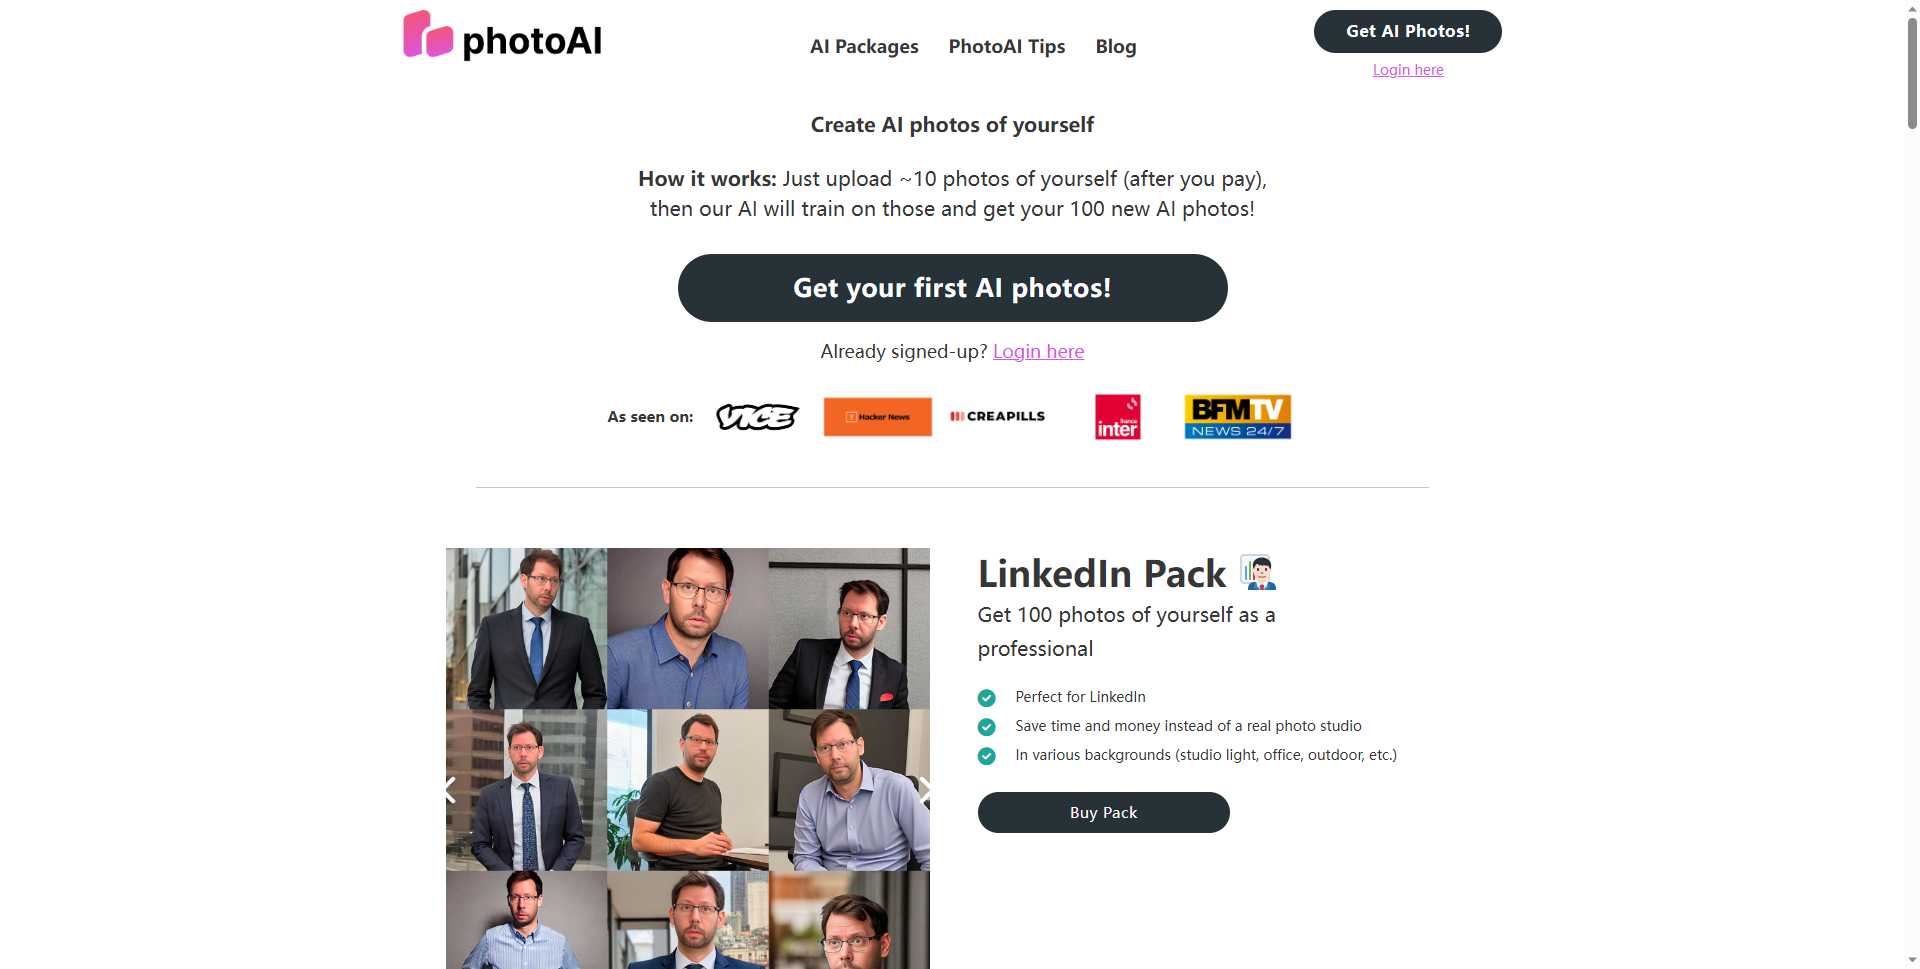 photoAI
AI Packages
PhotoAI Tips
Blog
Get AI Photos!
Login here
Create AI photos of yourself
How it works: Just upload ~10 photos of yourself (after you pay),
then our AI will train on those and get your 100 new AI photos!
Get your first AI photos!
Already signed-up? Login here
As seen on:
VICE
Y Hacker News
CREAPILLS
france
inter
BFMTV
NEWS 24/7
LinkedIn Pack
Get 100 photos of yourself as a
professional
Perfect for LinkedIn
Save time and money instead of a real photo studio
In various backgrounds (studio light, office, outdoor, etc.)
Buy Pack